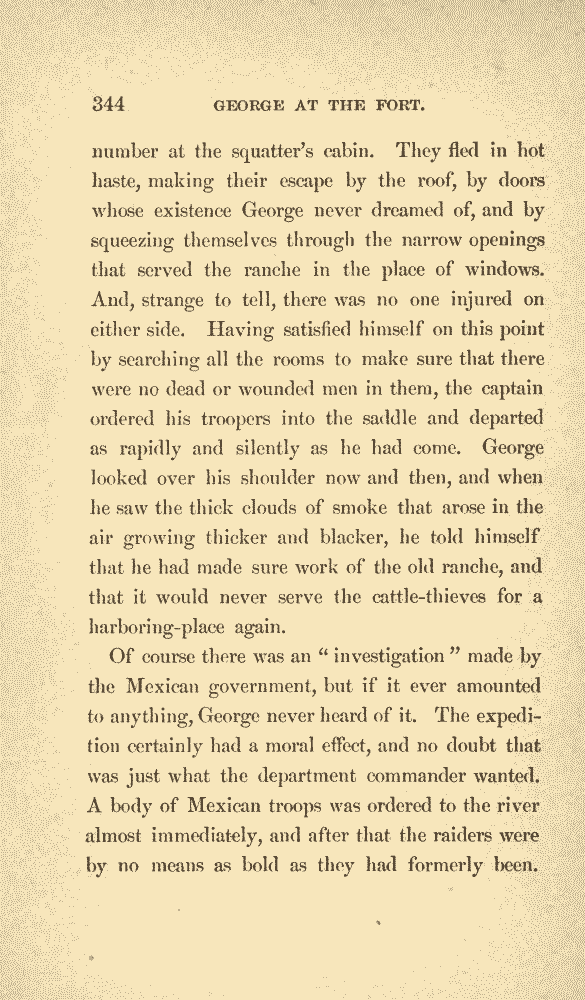 344 GEORGE AT THE FORT.
number at the squatter's cabin. They fled in hot
haste, making their escape by the roof, by doors
whose existence George never dreamed of, and by
squeezing themselves through the narrow openings
that served the ranche in the place of windows.
And, strange to tell, there was no one injured on
either side. Having satisfied himself on this point
by searching all the rooms to make sure that there
were no dead or wounded men in them, the captain
ordered his troopers into the saddle and departed
as rapidly and silently as he had come. George
looked over his shoulder now and then, and when
he saw the thick clouds of smoke that arose in the
air growing thicker and blacker, he told himself
that he had made sure work of the old ranche, and
that it would never serve the cattle-thieves for a
harboring-place again.
Of course there was an “ investigation ” made by
the Mexican government, but if it ever amounted
to anything, George never heard of it. The expedi-
tion certainly had a moral effect, and no doubt that
was just what the department commander wanted.
A body of Mexican troops was ordered to the river
almost immediately, and after that the raiders were
by no means as bold as they had formerly been.